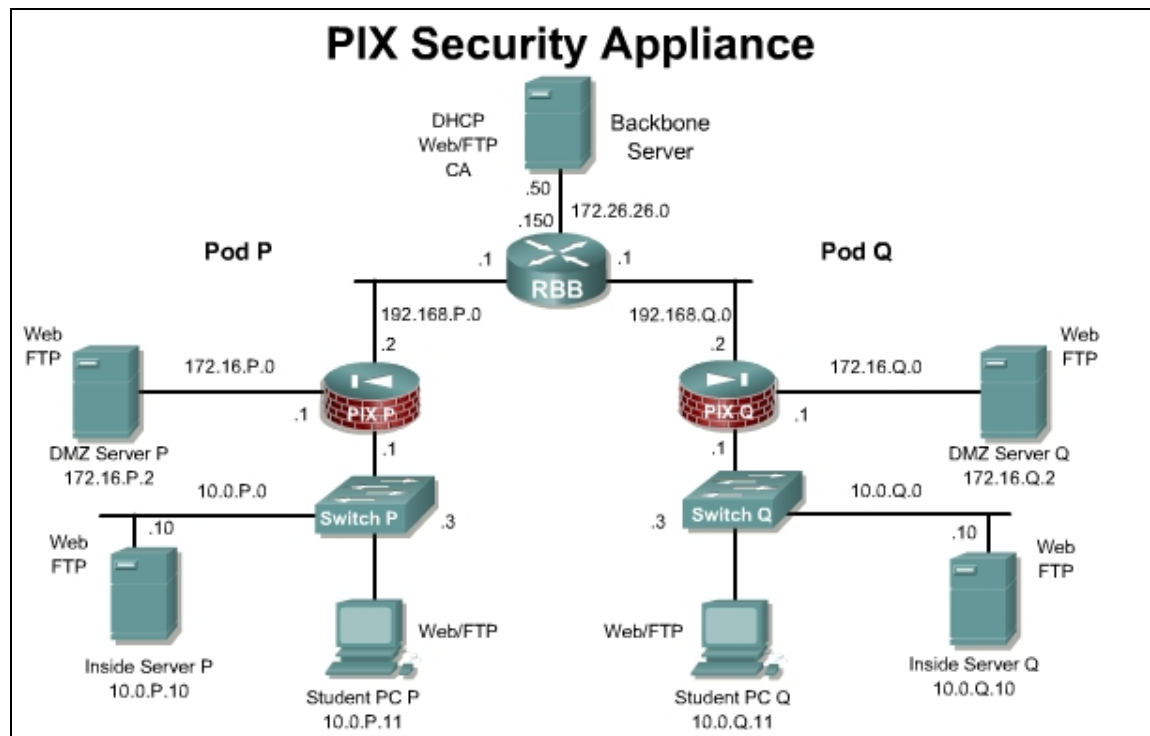 PIX Security Appliance
DHCP
Web/FTP
CA
Backbone
Server
.50
.150
172.26.26.0
Pod P
Pod Q
.1
RBB
.1
192.168.P.0
192.168.Q.0
.2
.2
Web
FTP
172.16.P.0
.1
PIX P
PIX Q
172.16.Q.0
.1
Web
FTP
DMZ Server P
172.16.P.2
.1
.1
DMZ Server Q
172.16.Q.2
10.0.P.0
Switch P
.3
.3
Switch Q
10.0.Q.0
.10
Web
FTP
.10
Web
FTP
Web/FTP
Web/FTP
Inside Server P
10.0.P.10
Student PC P
10.0.P.11
Student PC Q
10.0.Q.11
Inside Server Q
10.0.Q.10